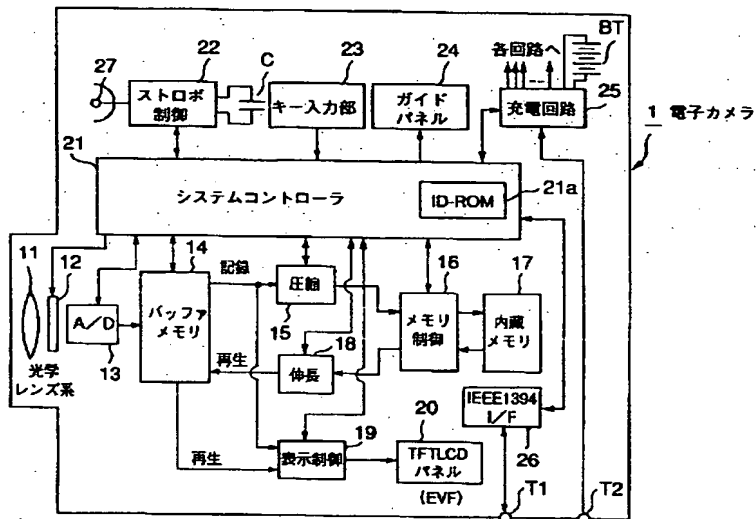 22
C
23
24
BT
各回路へ
27
ストロボ
制御
キー入力部
ガイド
パネル
充電回路
25
1 電子カメラ
21
システムコントローラ
ID-ROM
21a
11
12
14
記録
16
17
A/D
13
バッファ
メモリ
圧縮
15
メモリ
制御
内蔵
メモリ
18
光学
レンズ系
再生
伸長
IEEE1394
I/F
26
19
20
再生
表示制御
TFTLCD
パネル
(EVF)
T1
T2